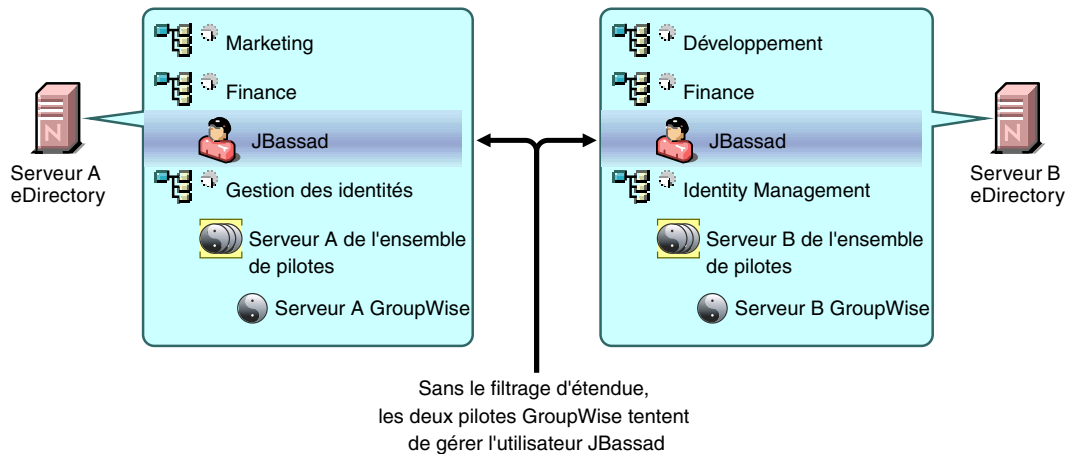 Marketing
Finance
JBassad
Gestion des identités
Serveur A de l'ensemble
de pilotes
Serveur A GroupWise
Serveur A
eDirectory
Développement
Finance
JBassad
Identity Management
Serveur B de l'ensemble
de pilotes
Serveur B GroupWise
Serveur B
eDirectory
Sans le filtrage d'étendue,
les deux pilotes GroupWise tentent
de gérer l'utilisateur JBassad
N
N